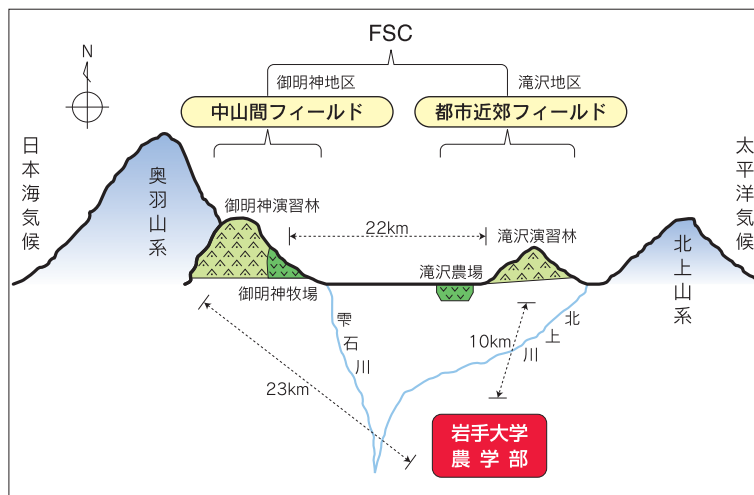 FSC
N
御明神地区
滝沢地区
中山間フィールド
都市近郊フィールド
日本海気候
太平洋気候
奥羽山系
御明神演習林
22km
滝沢演習林
北上山系
滝沢農場
御明神牧場
雫石川
北上川
10km
23km
岩手大学
農学部